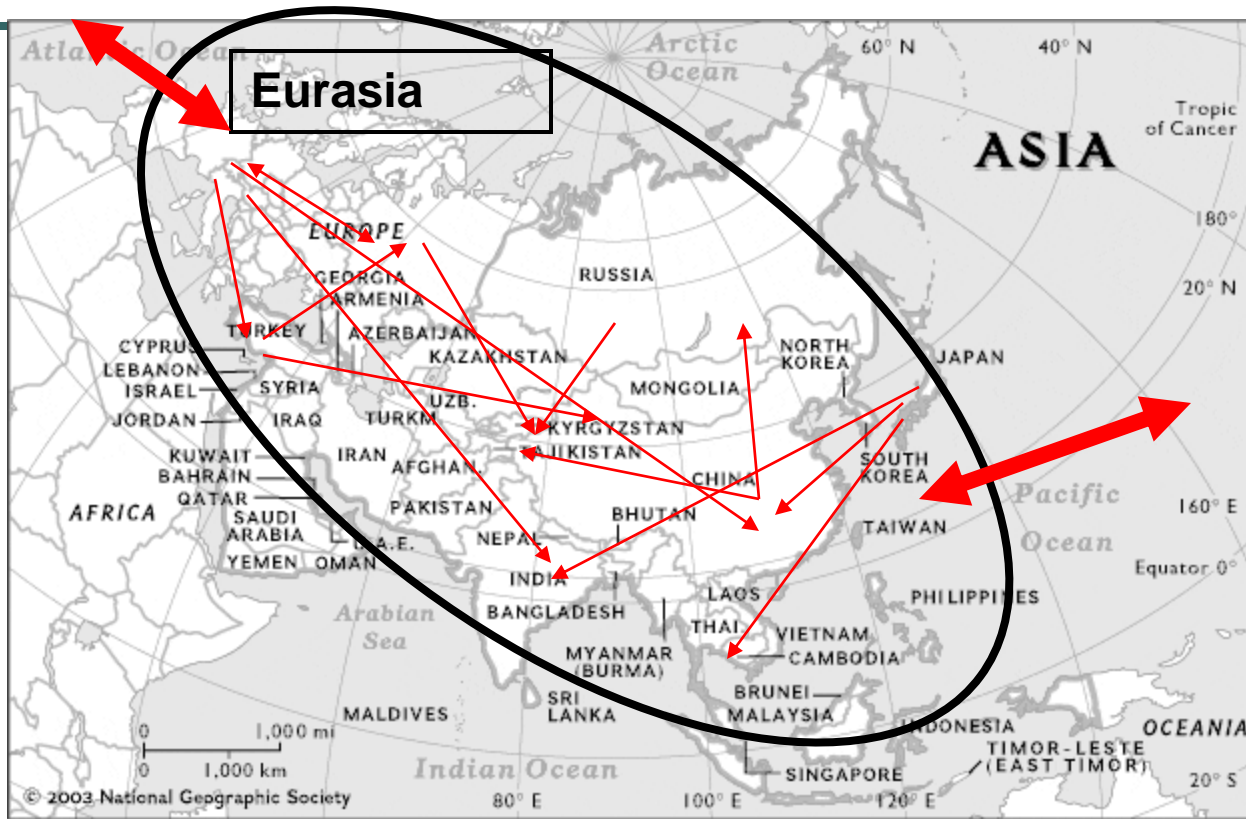 Atlantic Ocean
Arctic
Ocean
60° N
40° N
Eurasia
Tropic
of Cancer
ASIA
180°
EUROPE
GEORGIA
ARMENIA
RUSSIA
20° N
TURKEY
AZERBAIJAN
CYPRUS
LEBANON
ISRAEL
SYRIA
KAZAKHSTAN
NORTH
KOREA
JAPAN
MONGOLIA
UZB.
JORDAN
IRAQ
TURKM.
KYRGYZSTAN
KUWAIT
BAHRAIN
QATAR
IRAN
AFGHAN.
TAJIKISTAN
CHINA
SOUTH
KOREA
Pacific
Ocean
160° E
AFRICA
SAUDI
ARABIA
PAKISTAN
BHUTAN
TAIWAN
U.A.E.
NEPAL
YEMEN
OMAN
INDIA
Equator 0°
BANGLADESH
LAOS
PHILIPPINES
Arabian
Sea
THAI.
VIETNAM
CAMBODIA
MYANMAR
(BURMA)
SRI
LANKA
BRUNEI
MALAYSIA
MALDIVES
INDONESIA
OCEANIA
0
1,000 mi
0
1,000 km
TIMOR-LESTE
(EAST TIMOR)
Indian Ocean
SINGAPORE
20° S
© 2003 National Geographic Society
80° E
100° E
120° E